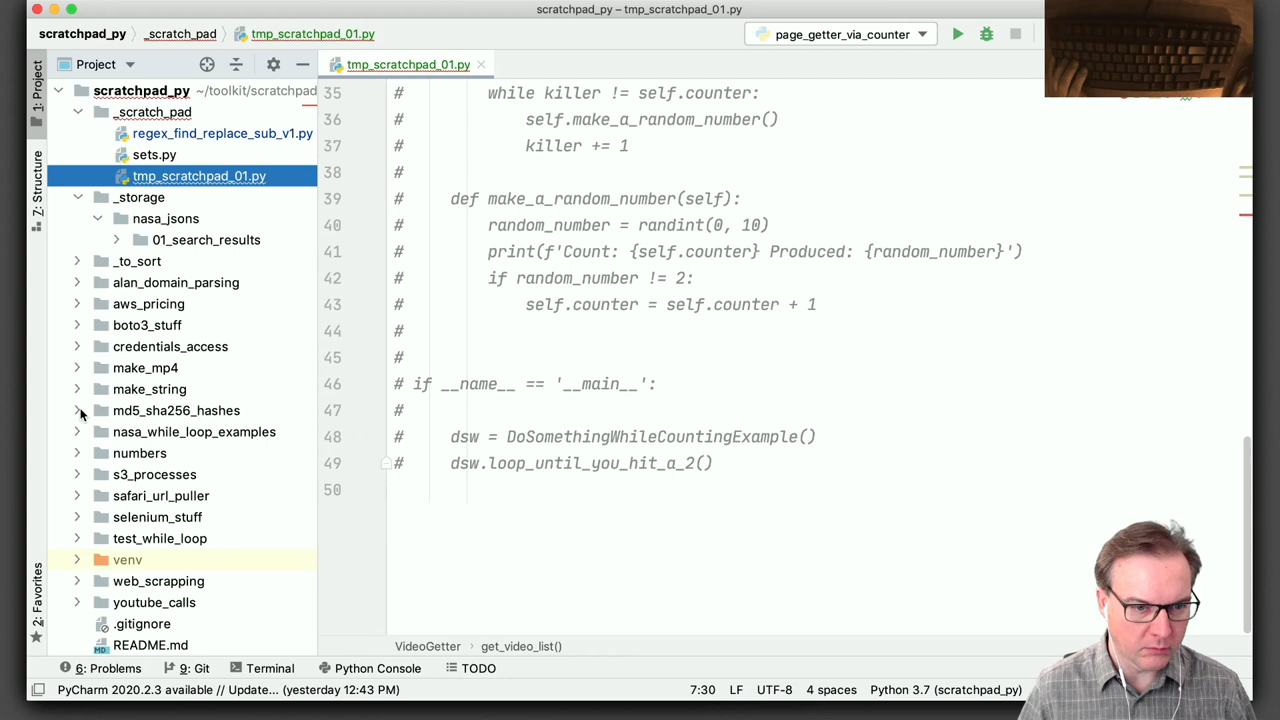 scratchpad_py – tmp_scratchpad_01.py
scratchpad_py
_scratch_pad
tmp_scratchpad_01.py
page_getter_via_counter
Project
tmp_scratchpad_01.py
1: Project
Z: Structure
2: Favorites
scratchpad_py ~/toolkit/scratchpad
_scratch_pad
regex_find_replace_sub_v1.py
sets.py
tmp_scratchpad_01.py
_storage
nasa_jsons
01_search_results
_to_sort
alan_domain_parsing
aws_pricing
boto3_stuff
credentials_access
make_mp4
make_string
md5_sha256_hashes
nasa_while_loop_examples
numbers
s3_processes
safari_url_puller
selenium_stuff
test_while_loop
venv
web_scrapping
youtube_calls
.gitignore
README.md
35 # while killer != self.counter:
36 # self.make_a_random_number()
37 # killer += 1
38 #
39 # def make_a_random_number(self):
40 # random_number = randint(0, 10)
41 # print(f'Count: {self.counter} Produced: {random_number}')
42 # if random_number != 2:
43 # self.counter = self.counter + 1
44 #
45 #
46 # if __name__ == '__main__':
47 #
48 # dsw = DoSomethingWhileCountingExample()
49 # dsw.loop_until_you_hit_a_2()
50
VideoGetter get_video_list()
6: Problems 9: Git Terminal Python Console TODO
PyCharm 2020.2.3 available // Update... (yesterday 12:43 PM) 7:30 LF UTF-8 4 spaces Python 3.7 (scratchpad_py)